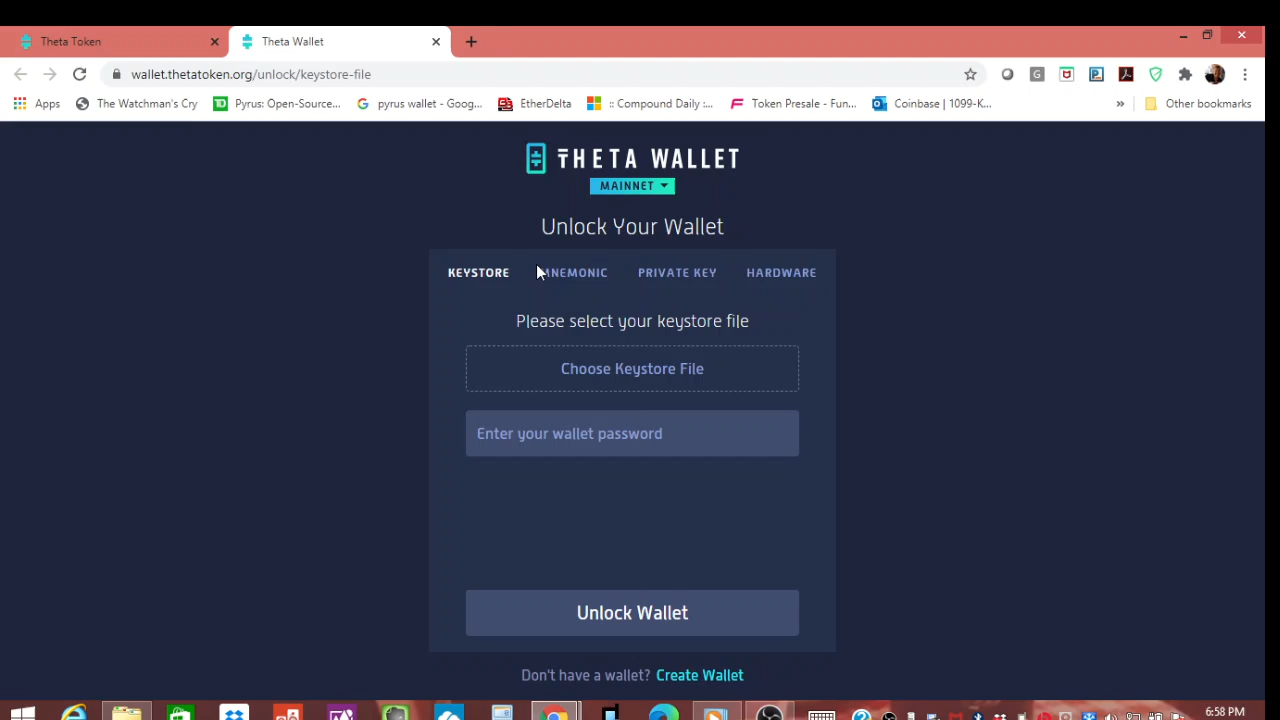 Theta Token
Theta Wallet
wallet.thetatoken.org/unlock/keystore-file
Apps
The Watchman's Cry
Pyrus: Open-Source...
pyrus wallet - Goog...
EtherDelta
:: Compound Daily :...
Token Presale - Fun...
Coinbase | 1099-K...
»
Other bookmarks
THETA WALLET
MAINNET
Unlock Your Wallet
KEYSTORE MNEMONIC PRIVATE KEY HARDWARE
Please select your keystore file
Choose Keystore File
Enter your wallet password
Unlock Wallet
Don't have a wallet? Create Wallet
6:58 PM